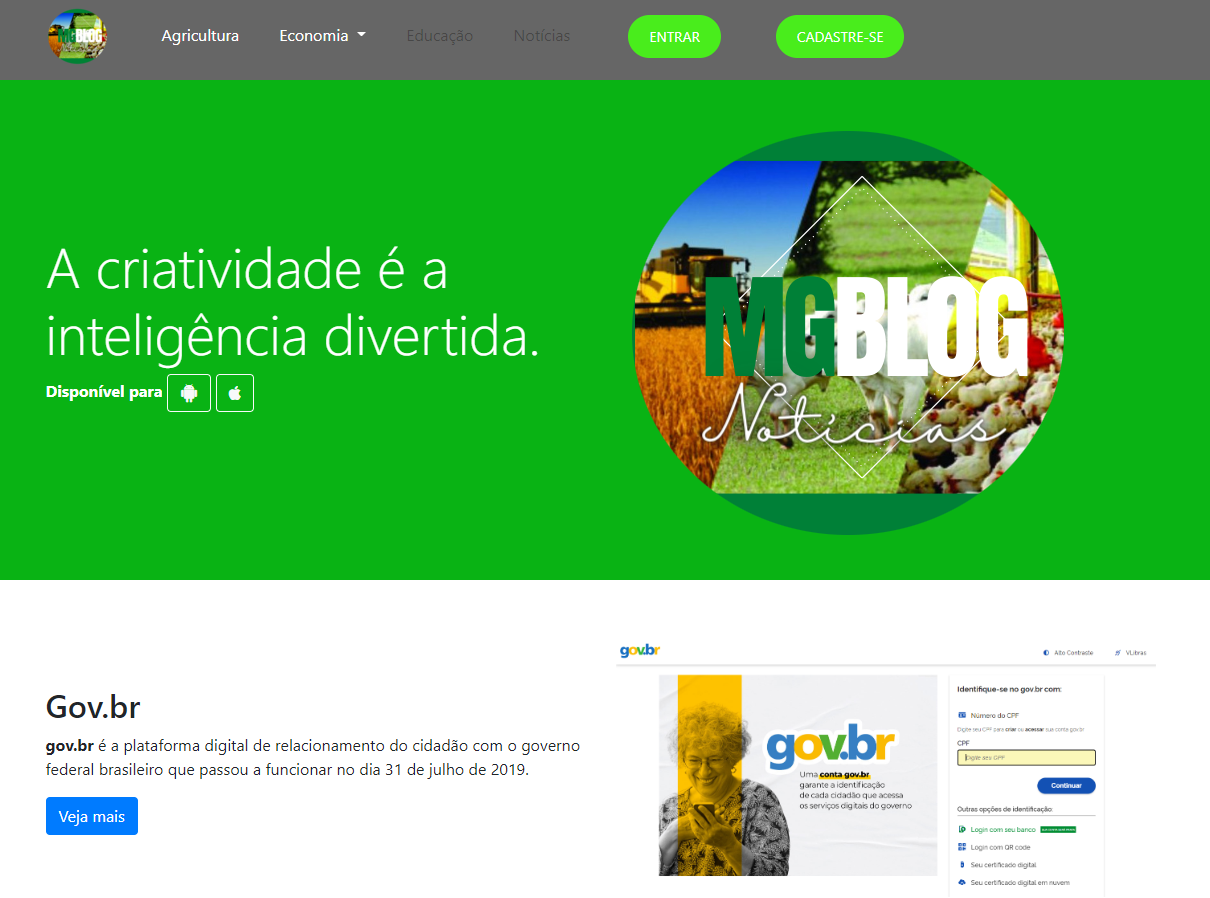 MGBLOG
Agricultura
Economia
Educação
Notícias
ENTRAR
CADASTRE-SE
A criatividade é a
inteligência divertida.
Disponível para
MGBLOG
Notícias
Gov.br
gov.br é a plataforma digital de relacionamento do cidadão com o governo
federal brasileiro que passou a funcionar no dia 31 de julho de 2019.
Veja mais
gov.br
Alto Contraste
VLibras
gov.br
Uma conta gov.br
garante a identificação
de cada cidadão que acessa
os serviços digitais do governo
Identifique-se no gov.br com:
Número do CPF
Digite seu CPF para criar ou acessar sua conta gov.br
CPF
Digite seu CPF
Continuar
Outras opções de identificação:
Login com seu banco
Login com QR code
Seu certificado digital
Seu certificado digital em nuvem